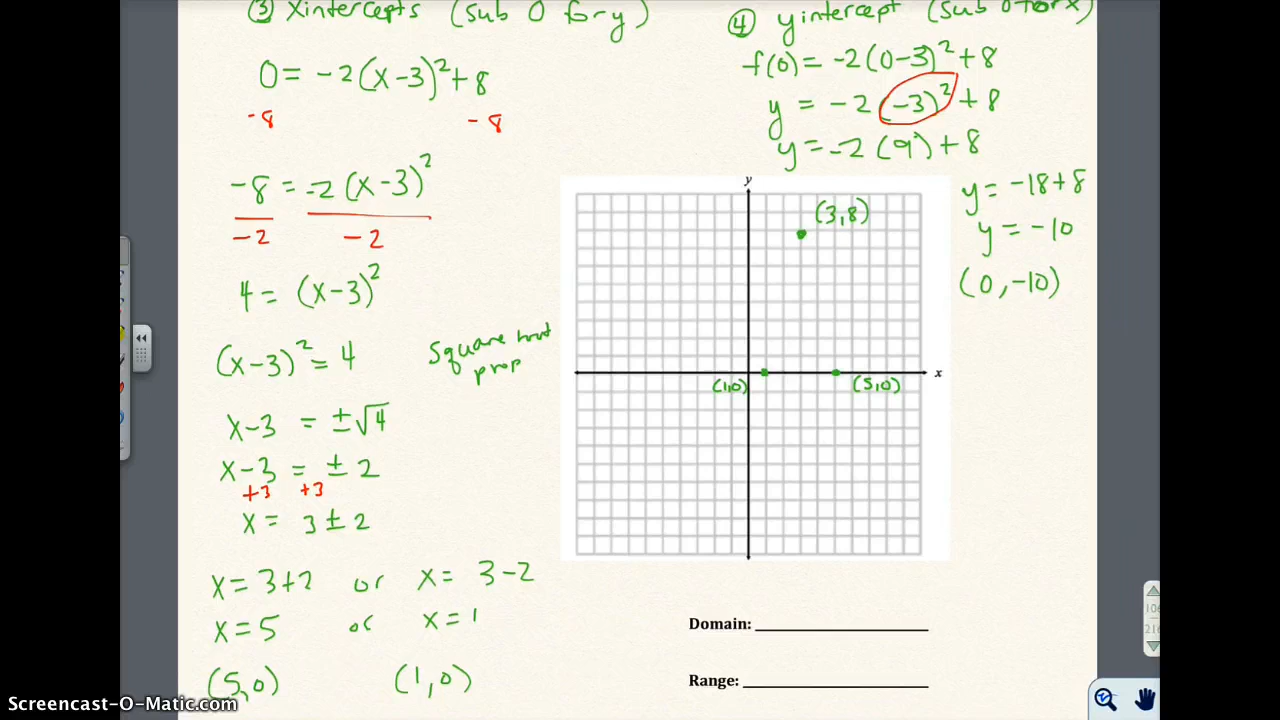 ③ Xintercepts (sub 0 for y)
0 = -2(x-3)²+8
-8 -8
-8 = -2(x-3)²
-2 -2
4 = (x-3)²
(x-3)² = 4
Square root
prop
x-3 = ±√4
x-3 = ±2
+3 +3
x = 3 ± 2
x = 3+2 or x = 3-2
x = 5 or x = 1
(5,0) (1,0)
④ y intercept (sub 0 for x)
f(0) = -2(0-3)²+8
y = -2(-3)²+8
y = -2(9)+8
y = -18+8
y = -10
(0,-10)
y
(3,8)
x
(1,0) (5,0)
Domain:
Range:
106
Screencast-O-Matic.com